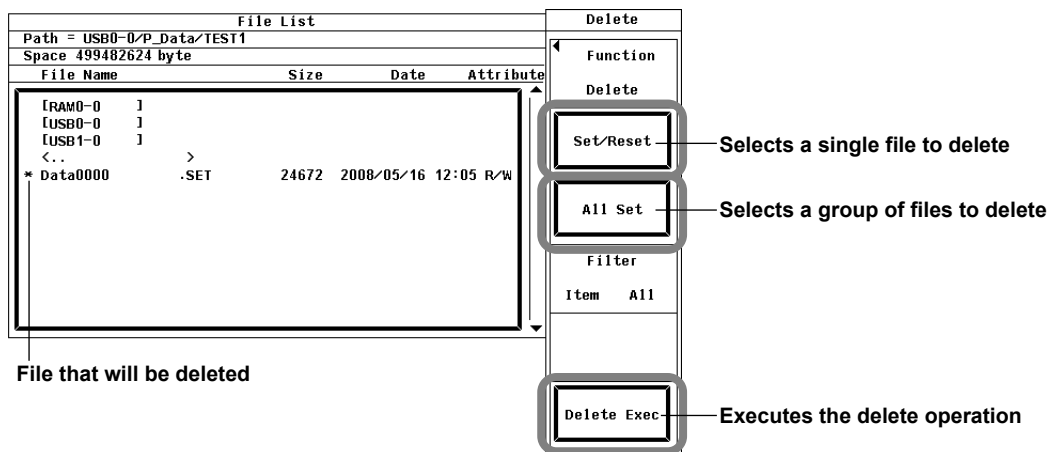 File List
Path = USB0-0/P_Data/TEST1
Space 499482624 byte
File Name Size Date Attribute
[RAM0-0 ]
[USB0-0 ]
[USB1-0 ]
<.. >
* Data0000 .SET 24672 2008/05/16 12:05 R/W
File that will be deleted
Delete
Function
Delete
Set/Reset
Selects a single file to delete
All Set
Selects a group of files to delete
Filter
Item All
Delete Exec
Executes the delete operation